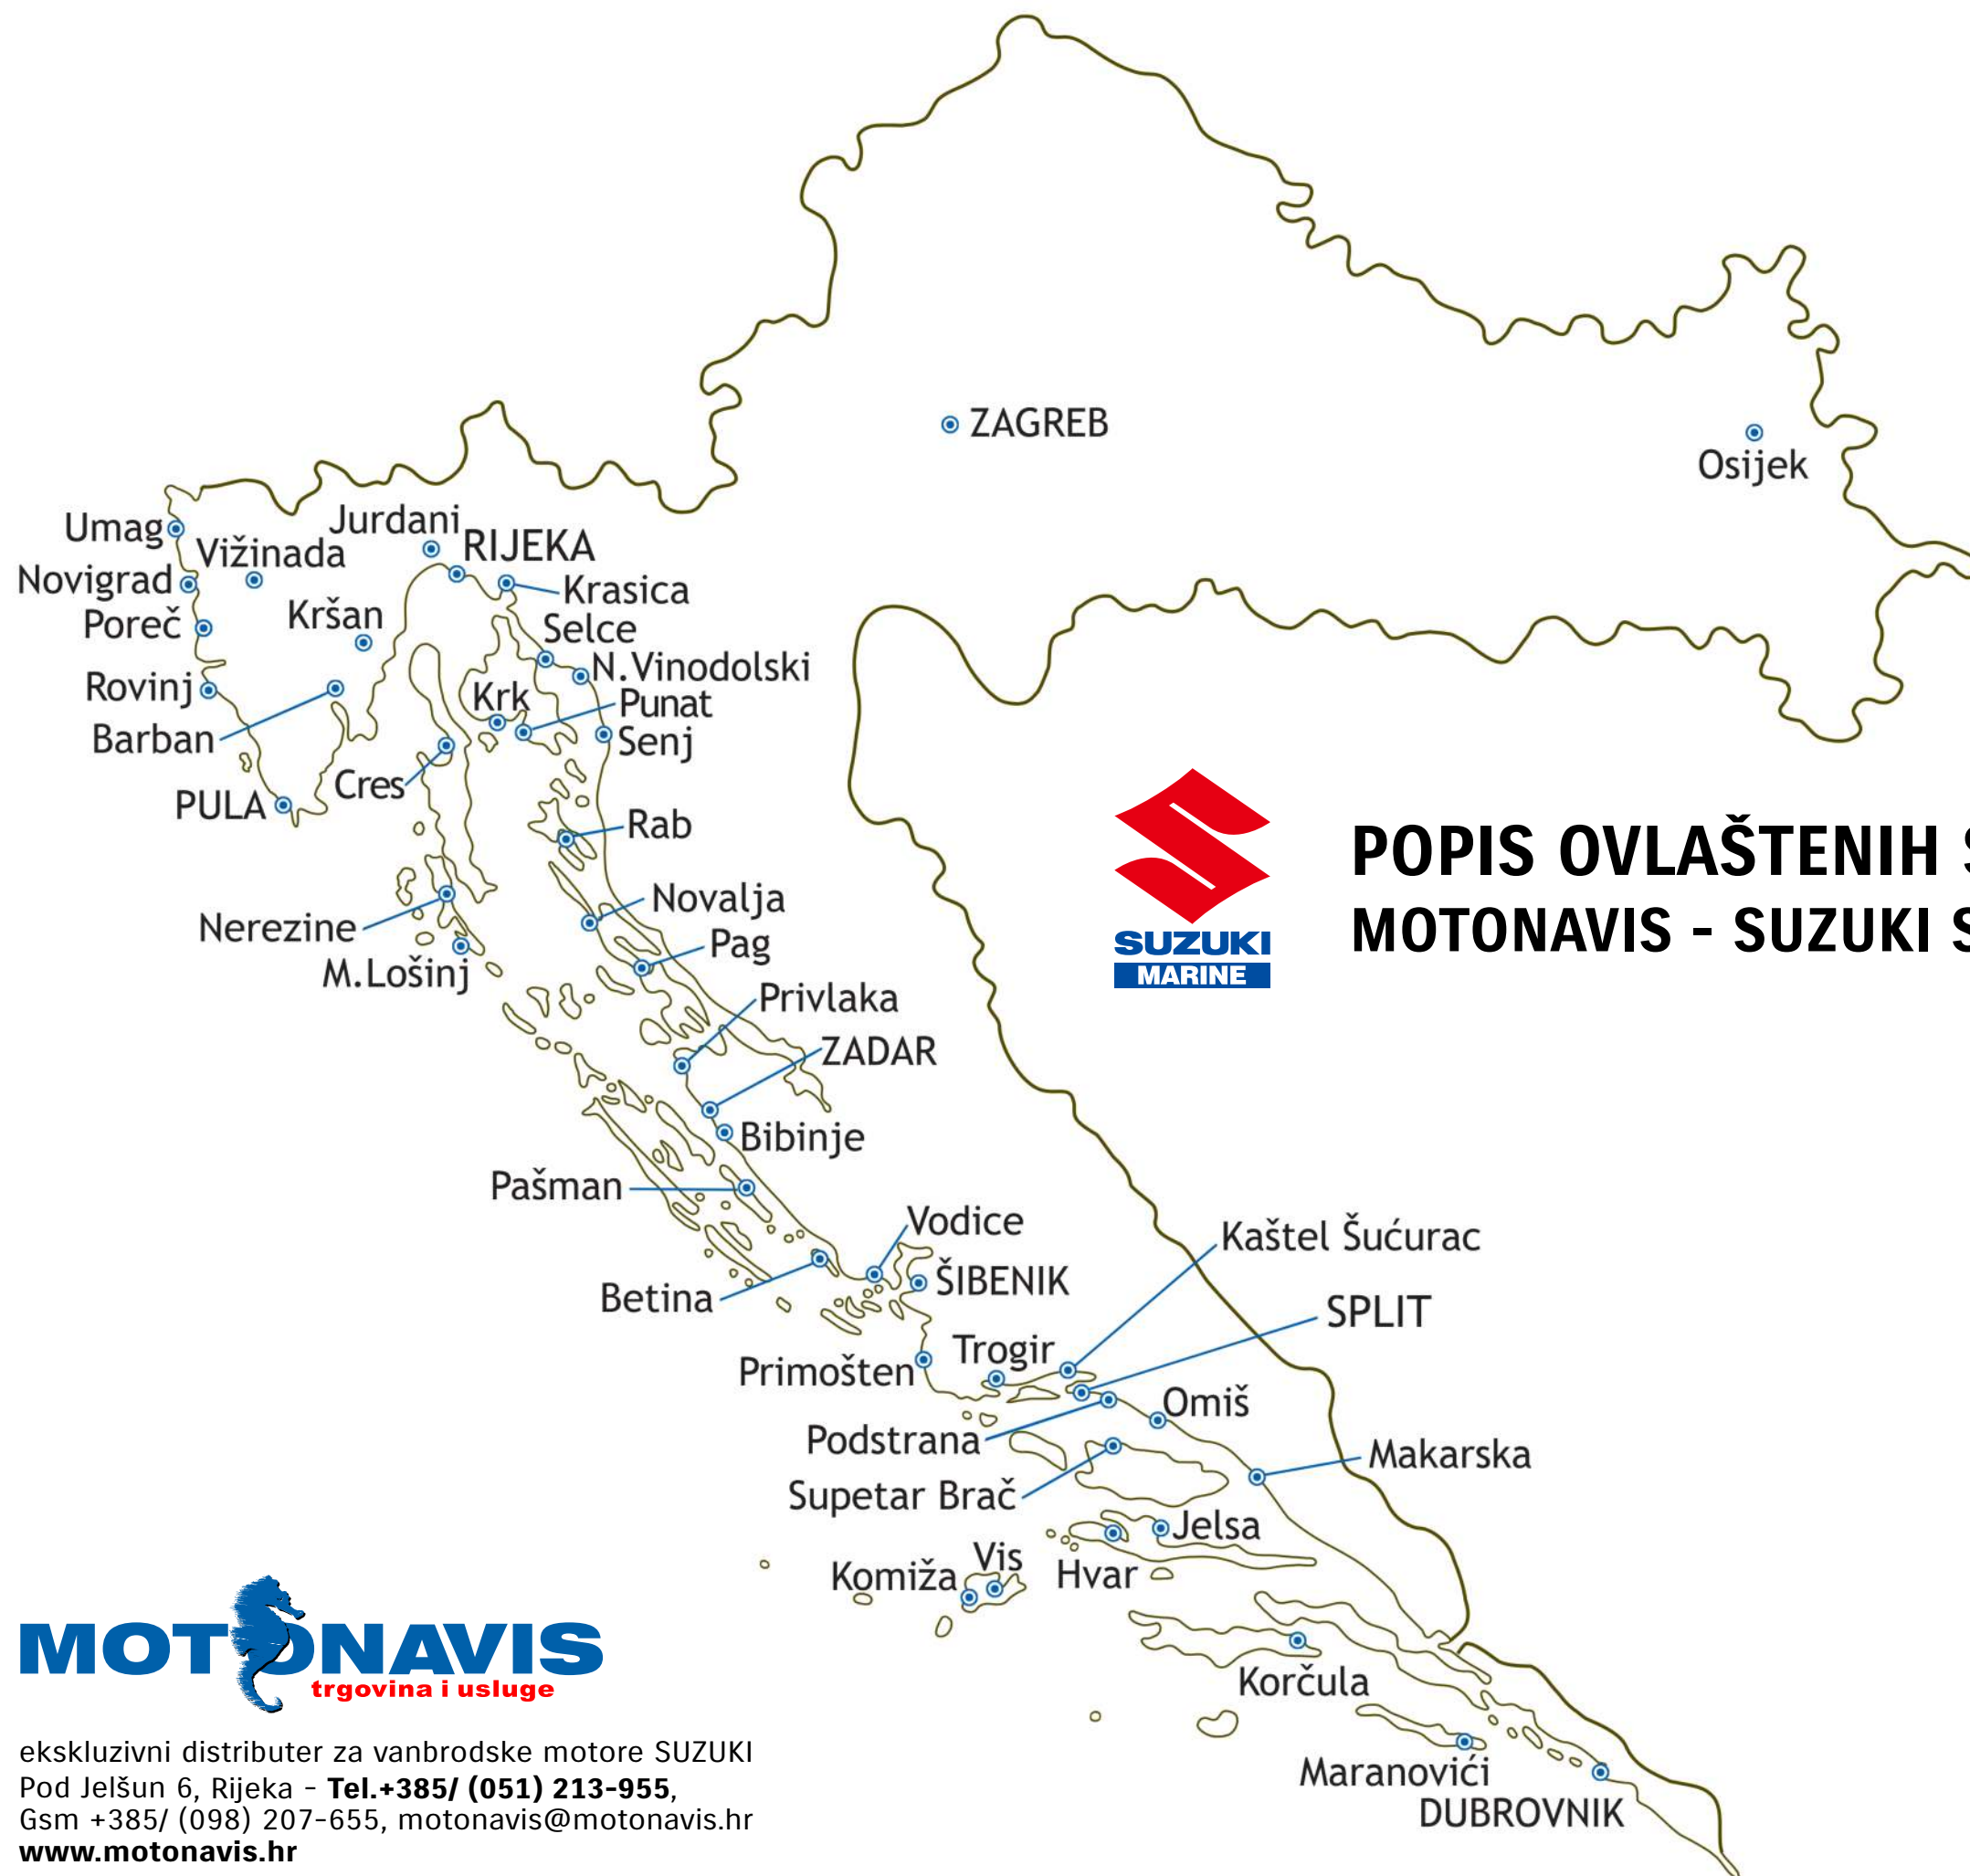 ZAGREB
Osijek
Umag
Jurdani
RIJEKA
Vižinada
Novigrad
Krasica
Poreč
Kršan
Selce
N.Vinodolski
Rovinj
Krk
Punat
Barban
Senj
Cres
PULA
Rab
POPIS OVLAŠTENIH S
MOTONAVIS - SUZUKI S
SUZUKI
MARINE
Novalja
Nerezine
Pag
M.Lošinj
Privlaka
ZADAR
Bibinje
Pašman
Vodice
Kaštel Šućurac
ŠIBENIK
Betina
SPLIT
Trogir
Primošten
Omiš
Podstrana
Makarska
Supetar Brač
Jelsa
Vis
Komiža
Hvar
Korčula
Maranovići
DUBROVNIK
MOTONAVIS
trgovina i usluge
ekskluzivni distributer za vanbrodske motore SUZUKI
Pod Jelšun 6, Rijeka - Tel.+385/ (051) 213-955,
Gsm +385/ (098) 207-655, motonavis@motonavis.hr
www.motonavis.hr